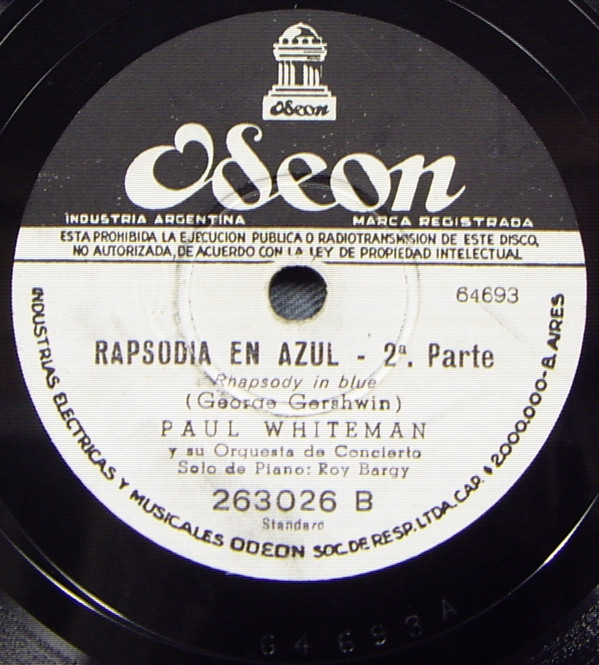 Odeon
Odeon
INDUSTRIA ARGENTINA MARCA REGISTRADA
ESTA PROHIBIDA LA EJECUCION PUBLICA O RADIOTRANSMISION DE ESTE DISCO,
NO AUTORIZADA, DE ACUERDO CON LA LEY DE PROPIEDAD INTELECTUAL
64693
RAPSODIA EN AZUL - 2ª. Parte
Rhapsody in blue
(George Gershwin)
PAUL WHITEMAN
y su Orquesta de Concierto
Solo de Piano: Roy Bargy
263026 B
Standard
INDUSTRIAS ELECTRICAS Y MUSICALES ODEON SOC. DE RESP. LTDA. CAP. $ 2.000.000-B. AIRES
64693A